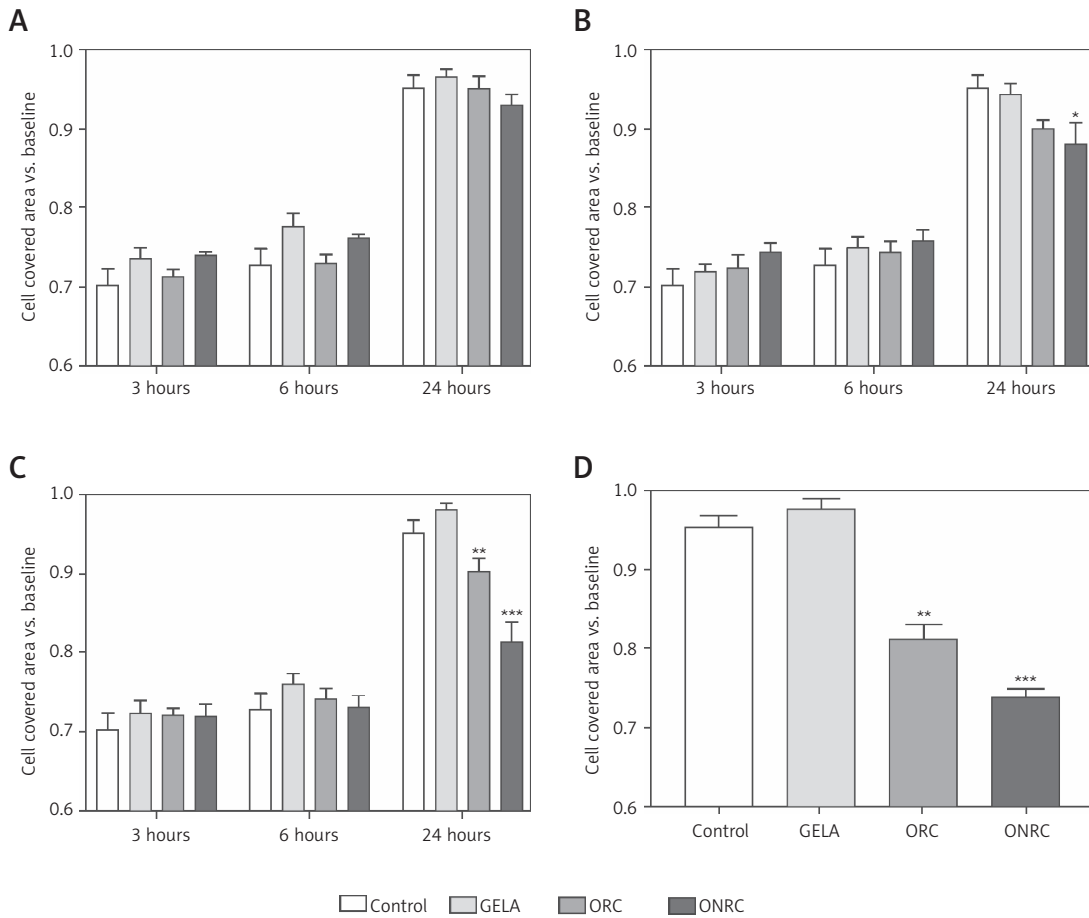 A
Cell covered area vs. baseline
1.0
0.9
0.8
0.7
0.6
3 hours 6 hours 24 hours
B
Cell covered area vs. baseline
1.0
0.9
0.8
0.7
0.6
*
3 hours 6 hours 24 hours
C
Cell covered area vs. baseline
1.0
0.9
0.8
0.7
0.6
**
***
3 hours 6 hours 24 hours
D
Cell covered area vs. baseline
1.0
0.9
0.8
0.7
0.6
**
***
Control GELA ORC ONRC
Control GELA ORC ONRC